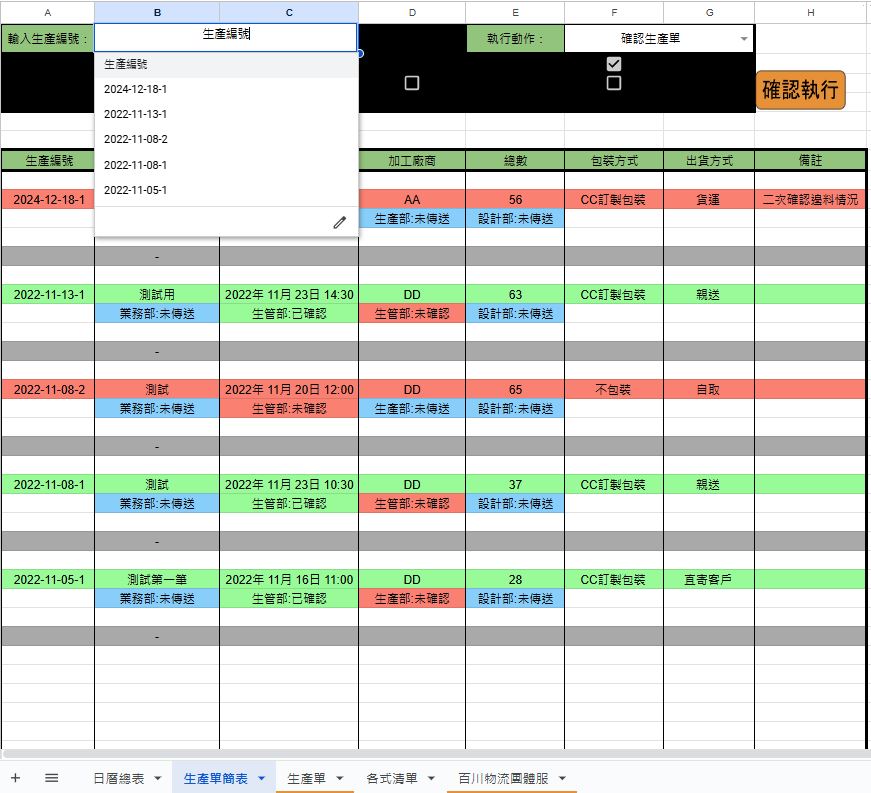 A B C D E F G H
輸入生產編號： 生產編號 執行動作： 確認生產單
生產編號
2024-12-18-1
2022-11-13-1
2022-11-08-2
2022-11-08-1
2022-11-05-1
確認執行
生產編號 加工廠商 總數 包裝方式 出貨方式 備註
2024-12-18-1 AA 56 CC訂製包裝 貨運 二次確認追料情況
生產部:未傳送 設計部:未傳送
-
2022-11-13-1 測試用 2022年 11月 23日 14:30 DD 63 CC訂製包裝 親送
業務部:未傳送 生管部:已確認 生管部:未確認 設計部:未傳送
-
2022-11-08-2 測試 2022年 11月 20日 12:00 DD 65 不包裝 自取
業務部:未傳送 生管部:未確認 生產部:未傳送 設計部:未傳送
-
2022-11-08-1 測試 2022年 11月 23日 10:30 DD 37 CC訂製包裝 親送
業務部:未傳送 生管部:已確認 生管部:未確認 設計部:未傳送
-
2022-11-05-1 測試第一筆 2022年 11月 16日 11:00 DD 28 CC訂製包裝 直寄客戶
業務部:未傳送 生管部:已確認 生產部:未確認 設計部:未傳送
-
日曆總表 生產單簡表 生產單 各式清單 百川物流團體服